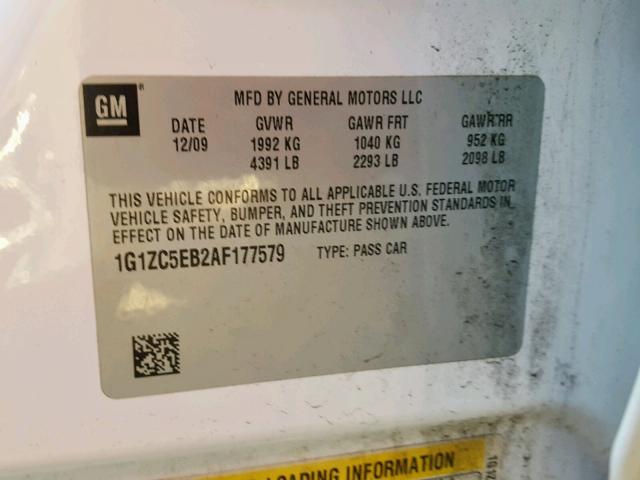 GM ®
MFD BY GENERAL MOTORS LLC
DATE GVWR GAWR FRT GAWR RR
12/09 1992 KG 1040 KG 952 KG
4391 LB 2293 LB 2098 LB
THIS VEHICLE CONFORMS TO ALL APPLICABLE U.S. FEDERAL MOTOR
VEHICLE SAFETY, BUMPER, AND THEFT PREVENTION STANDARDS IN
EFFECT ON THE DATE OF MANUFACTURE SHOWN ABOVE.
1G1ZC5EB2AF177579 TYPE: PASS CAR
LOADING INFORMATION